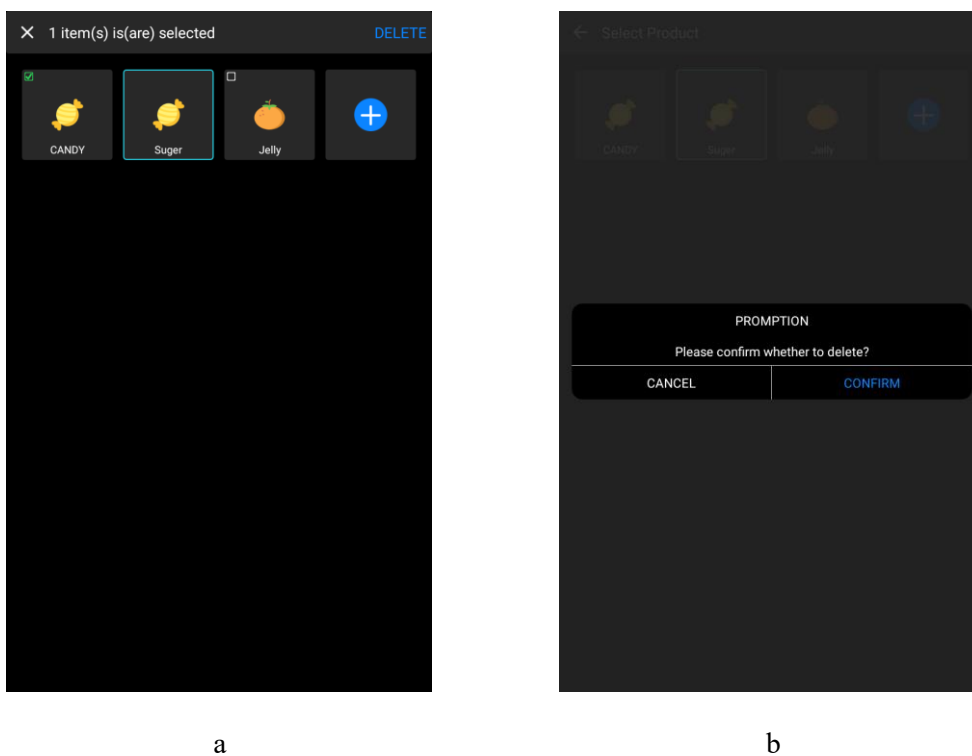 1 item(s) is(are) selected DELETE
CANDY Suger Jelly
Select Product
CANDY Suger Jelly
PROMPTION
Please confirm whether to delete?
CANCEL CONFIRM
a b